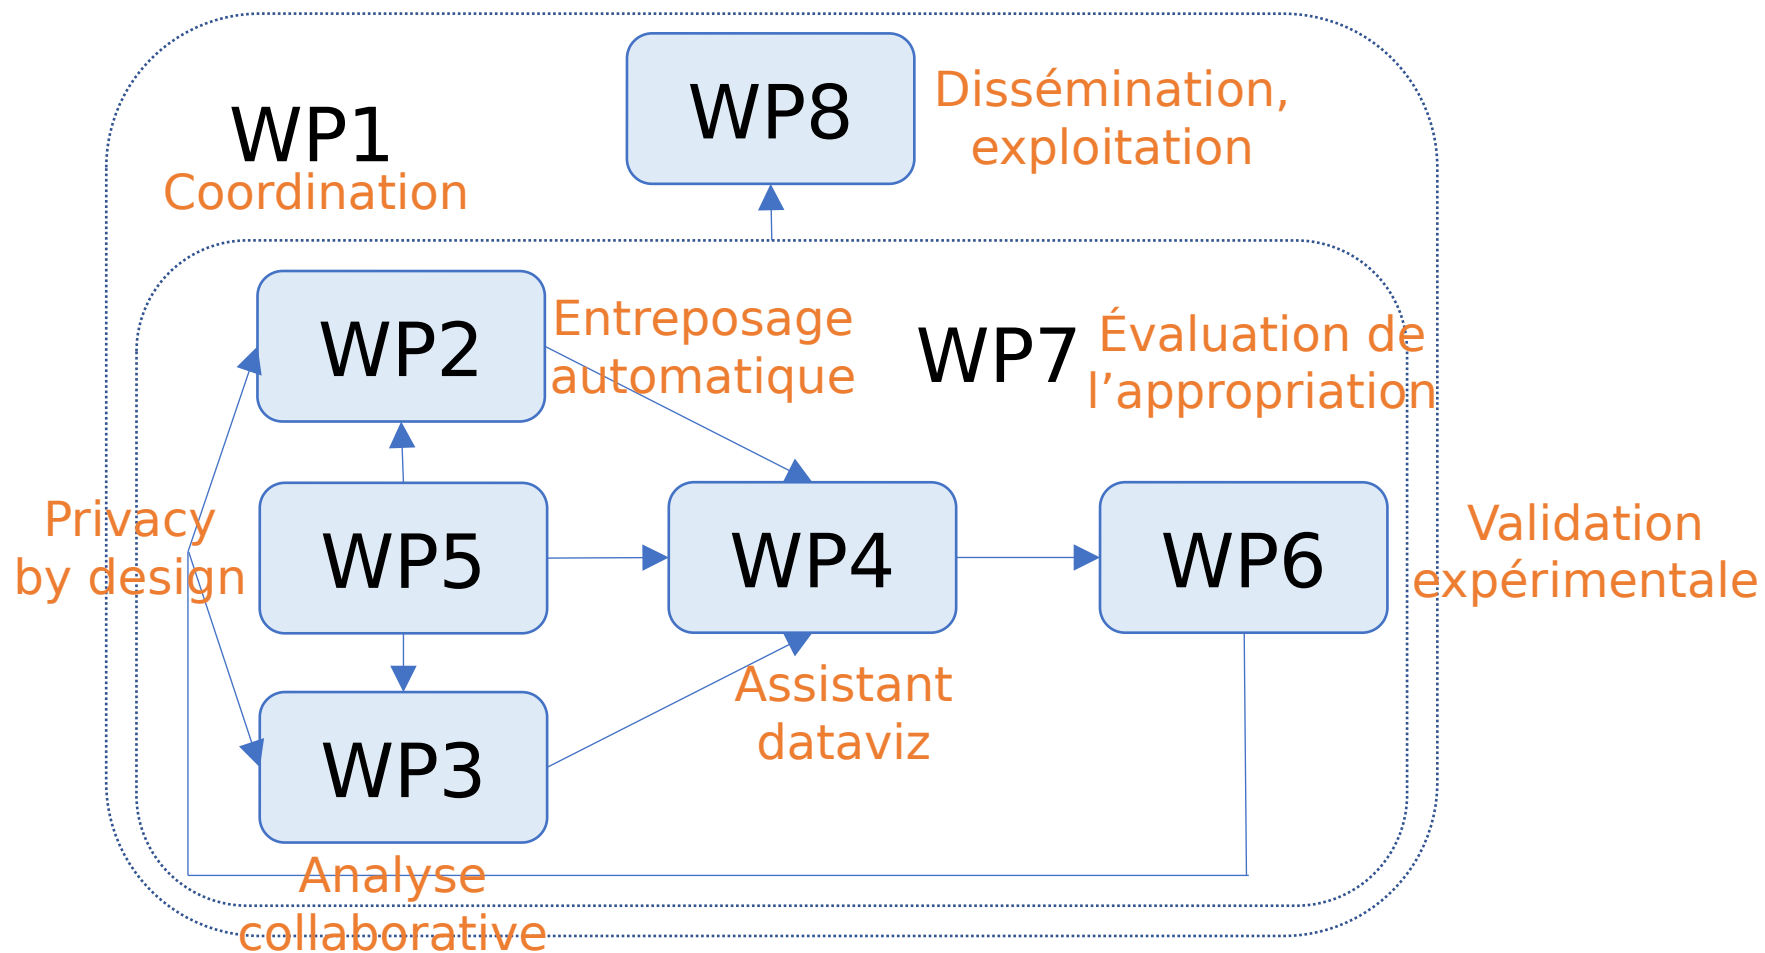 WP8
Dissémination,
exploitation
WP1
Coordination
WP2
Entreposage
automatique
WP7
Évaluation de
l’appropriation
Privacy
by design
WP5
WP4
WP6
Validation
expérimentale
WP3
Assistant
dataviz
Analyse
collaborative